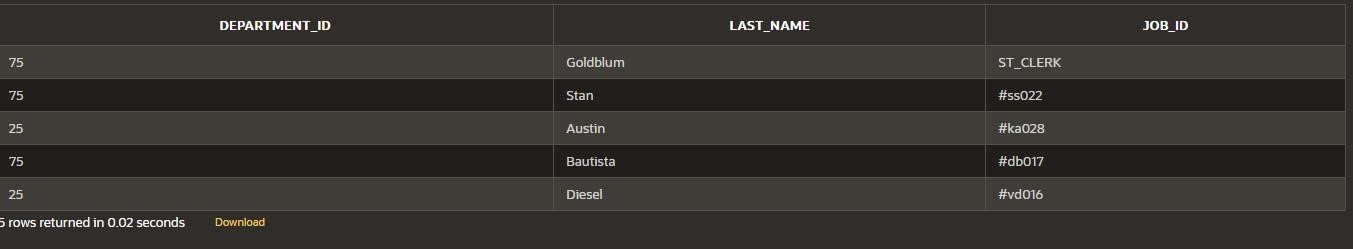 DEPARTMENT_ID LAST_NAME JOB_ID
75 Goldblum ST_CLERK
75 Stan #ss022
25 Austin #ka028
75 Bautista #db017
25 Diesel #vd016
5 rows returned in 0.02 seconds Download